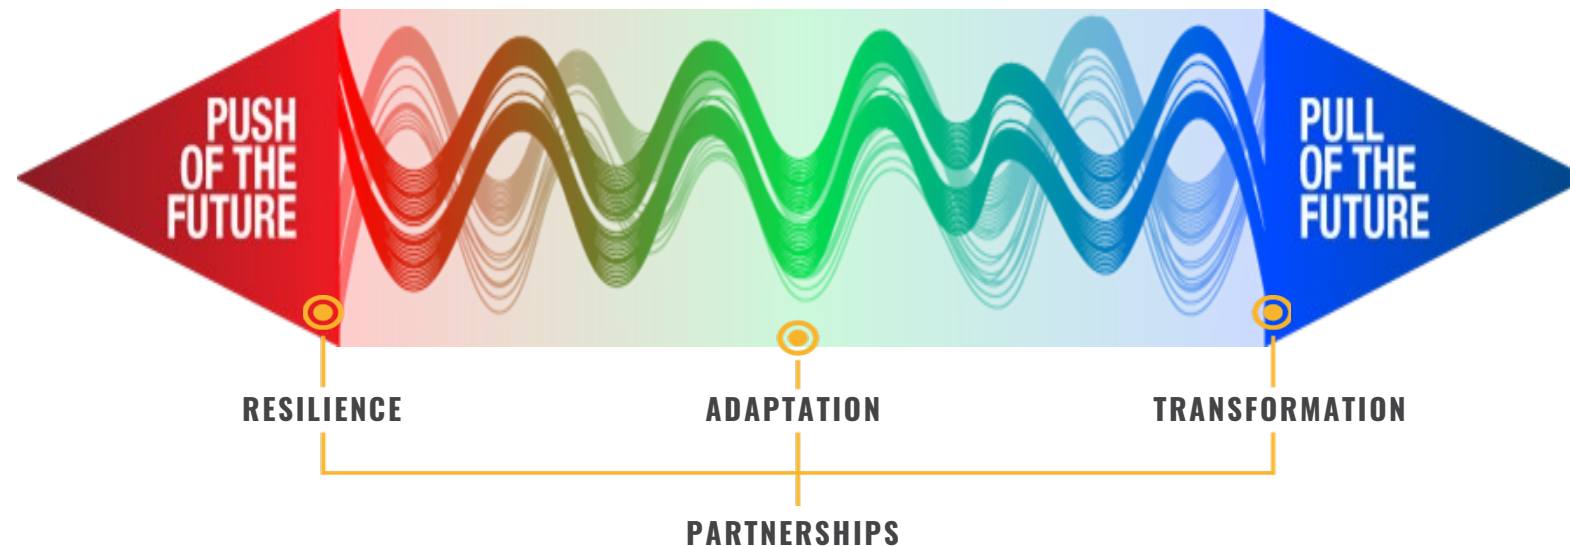 PUSH
OF THE
FUTURE
PULL
OF THE
FUTURE
RESILIENCE
ADAPTATION
TRANSFORMATION
PARTNERSHIPS